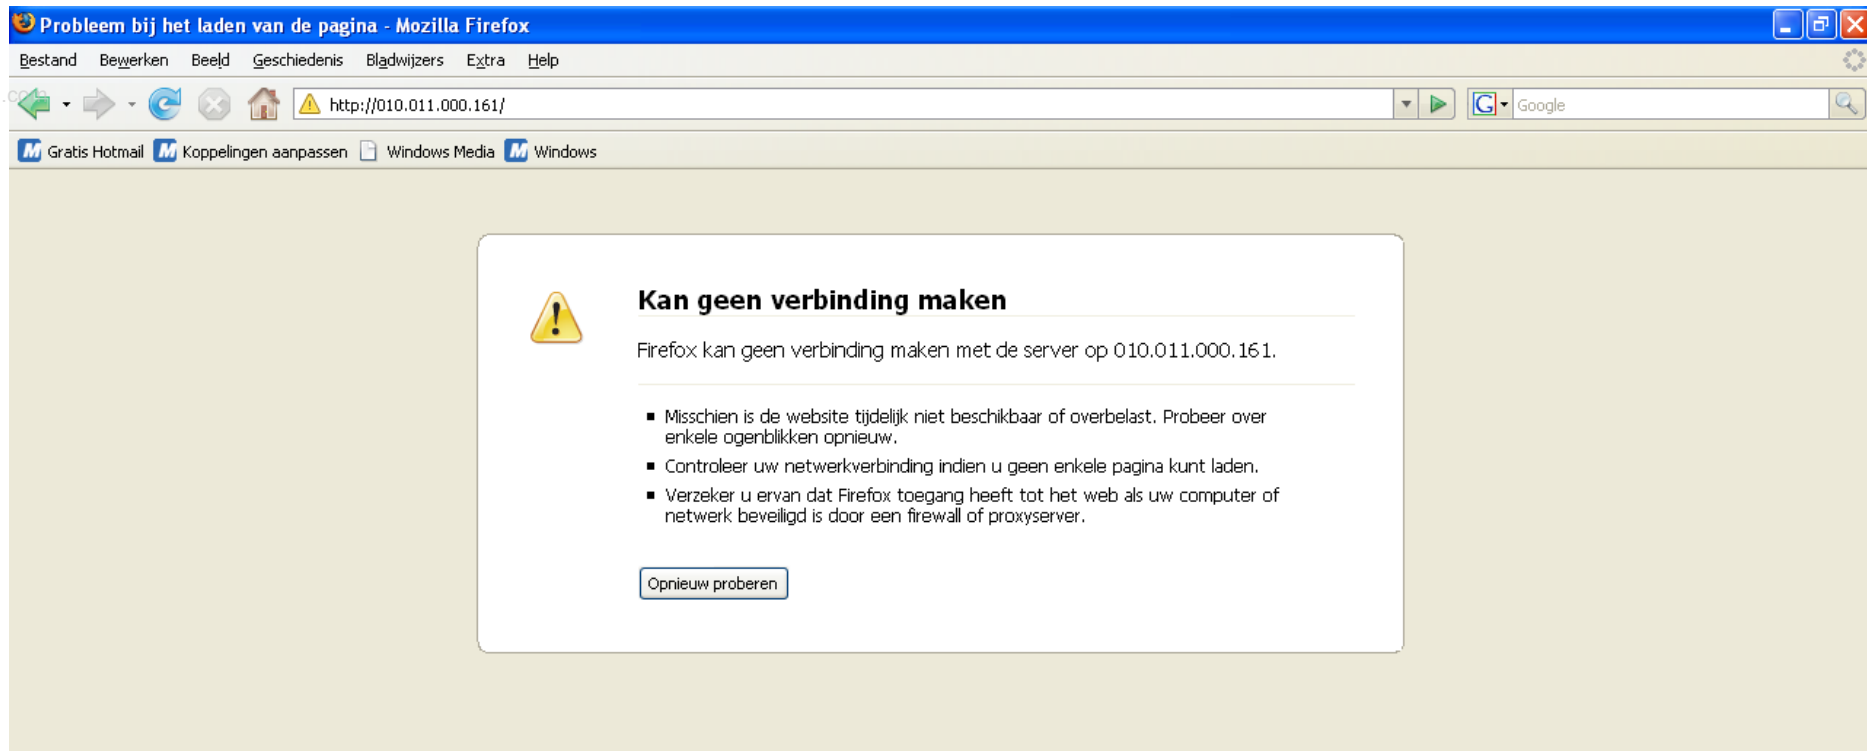 Probleem bij het laden van de pagina - Mozilla Firefox
Bestand Bewerken Beeld Geschiedenis Bladwijzers Extra Help
http://010.011.000.161/ G Google
Gratis Hotmail Koppelingen aanpassen Windows Media Windows
Kan geen verbinding maken
Firefox kan geen verbinding maken met de server op 010.011.000.161.
Misschien is de website tijdelijk niet beschikbaar of overbelast. Probeer over
enkele ogenblikken opnieuw.
Controleer uw netwerkverbinding indien u geen enkele pagina kunt laden.
Verzeker u ervan dat Firefox toegang heeft tot het web als uw computer of
netwerk beveiligd is door een firewall of proxyserver.
Opnieuw proberen